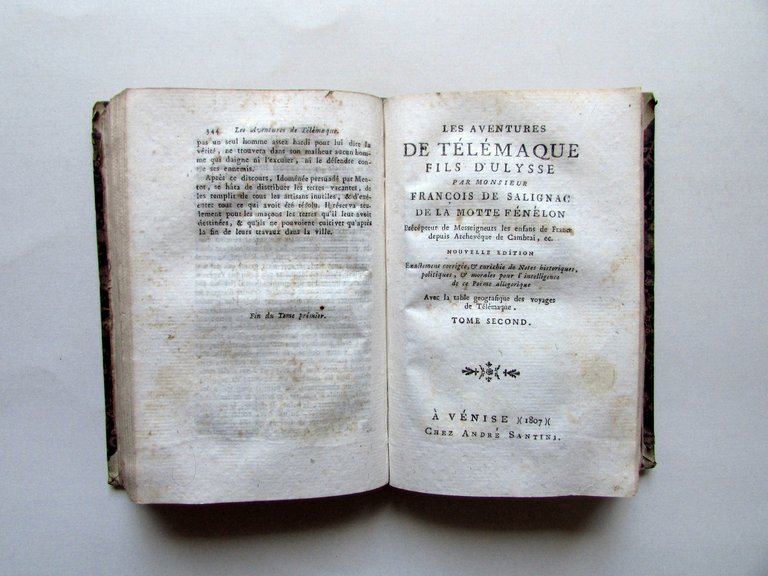 344 Les Aventures de Télémaque.
pas un seul homme assez hardi pour lui dire la
vérité, ne trouvera dans son malheur aucun hom-
me qui daigne ni l'excuser, ni le défendre con-
tre ses ennemis.
Après ce discours, Idoménée persuadé par Men-
tor, se hâta de distribuer les terres vacantes, de
les remplir de tous les artisans inutiles, & d'exé-
cuter tout ce qui avoit été résolu. Il réserva seu-
lement pour les maçons les terres qu'il leur avoit
destinées, & qu'ils ne pouvoient cultiver qu'après
la fin de leurs travaux dans la ville.
Fin du Tome prémier.
LES AVENTURES
DE TÉLÉMAQUE
FILS D'ULYSSE
PAR MONSIEUR
FRANÇOIS DE SALIGNAC
DE LA MOTTE FÉNÉLON
Précepteur de Messeigneurs les enfans de France
depuis Archevêque de Cambrai, ec.
NOUVELLE EDITION
Exactement corrigée, & enrichie de Notes historiques,
politiques, & morales pour l'intelligence
de ce Poème allegorique
Avec la table geografique des voyages
de Télémaque.
TOME SECOND.
À VÉNISE )( 1807 )(
CHEZ ANDRÉ SANTINI.